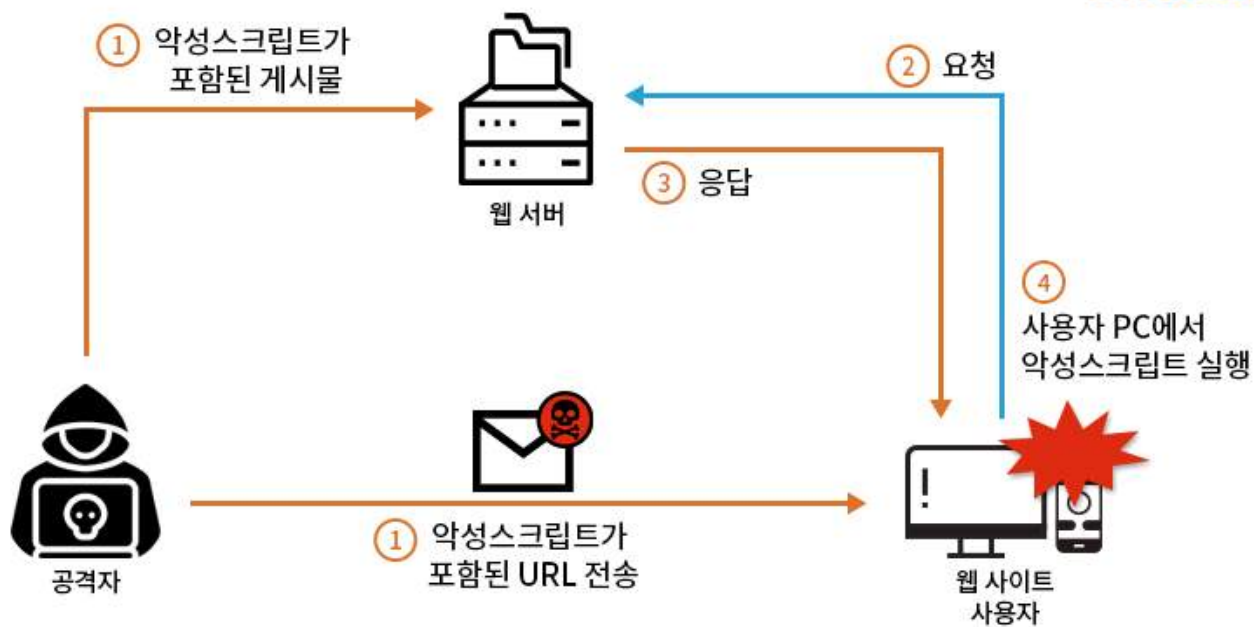 ① 악성스크립트가
포함된 게시물
② 요청
③ 응답
웹 서버
④
사용자 PC에서
악성스크립트 실행
① 악성스크립트가
포함된 URL 전송
공격자
웹 사이트
사용자